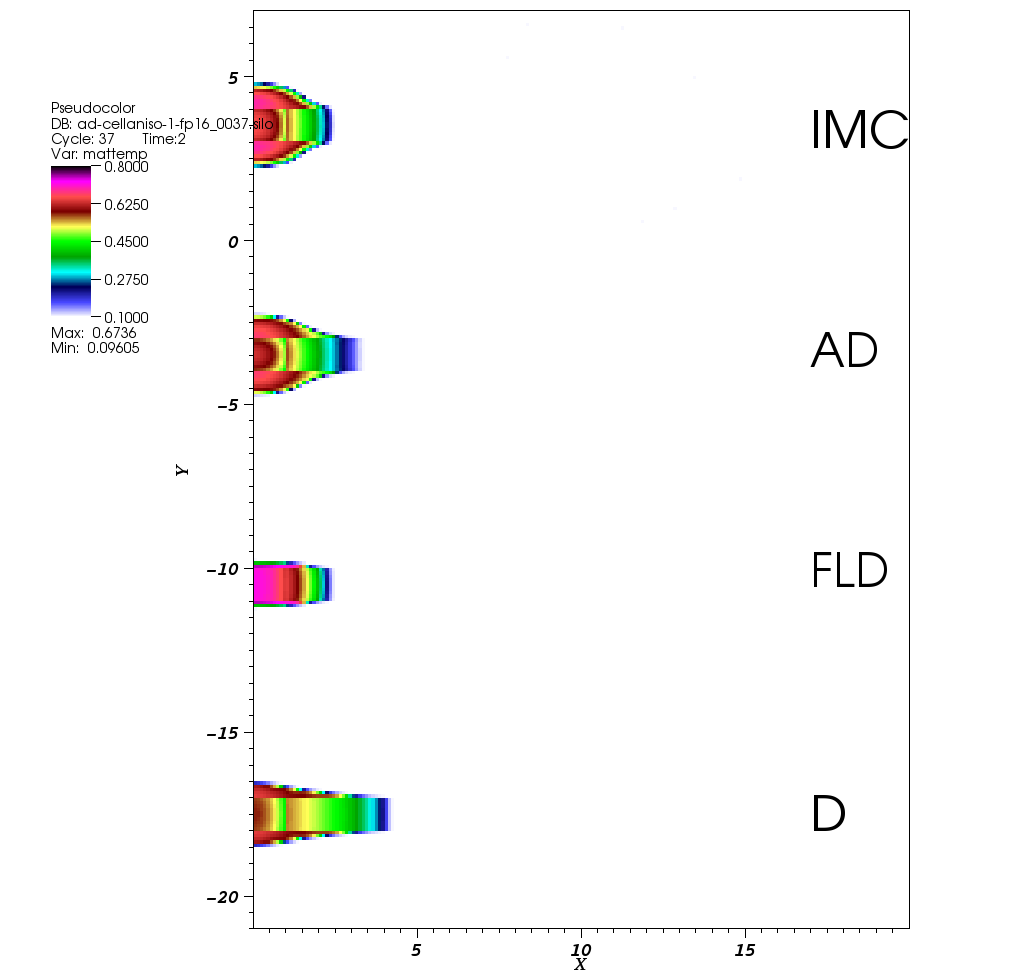 Pseudocolor
DB: ad-cellaniso-1-fp16_0037.silo
Cycle: 37 Time:2
Var: mattemp
0.8000
0.6250
0.4500
0.2750
0.1000
Max: 0.6736
Min: 0.09605
5
0
-5
-10
-15
-20
Y
IMC
AD
FLD
D
5
10
15
X